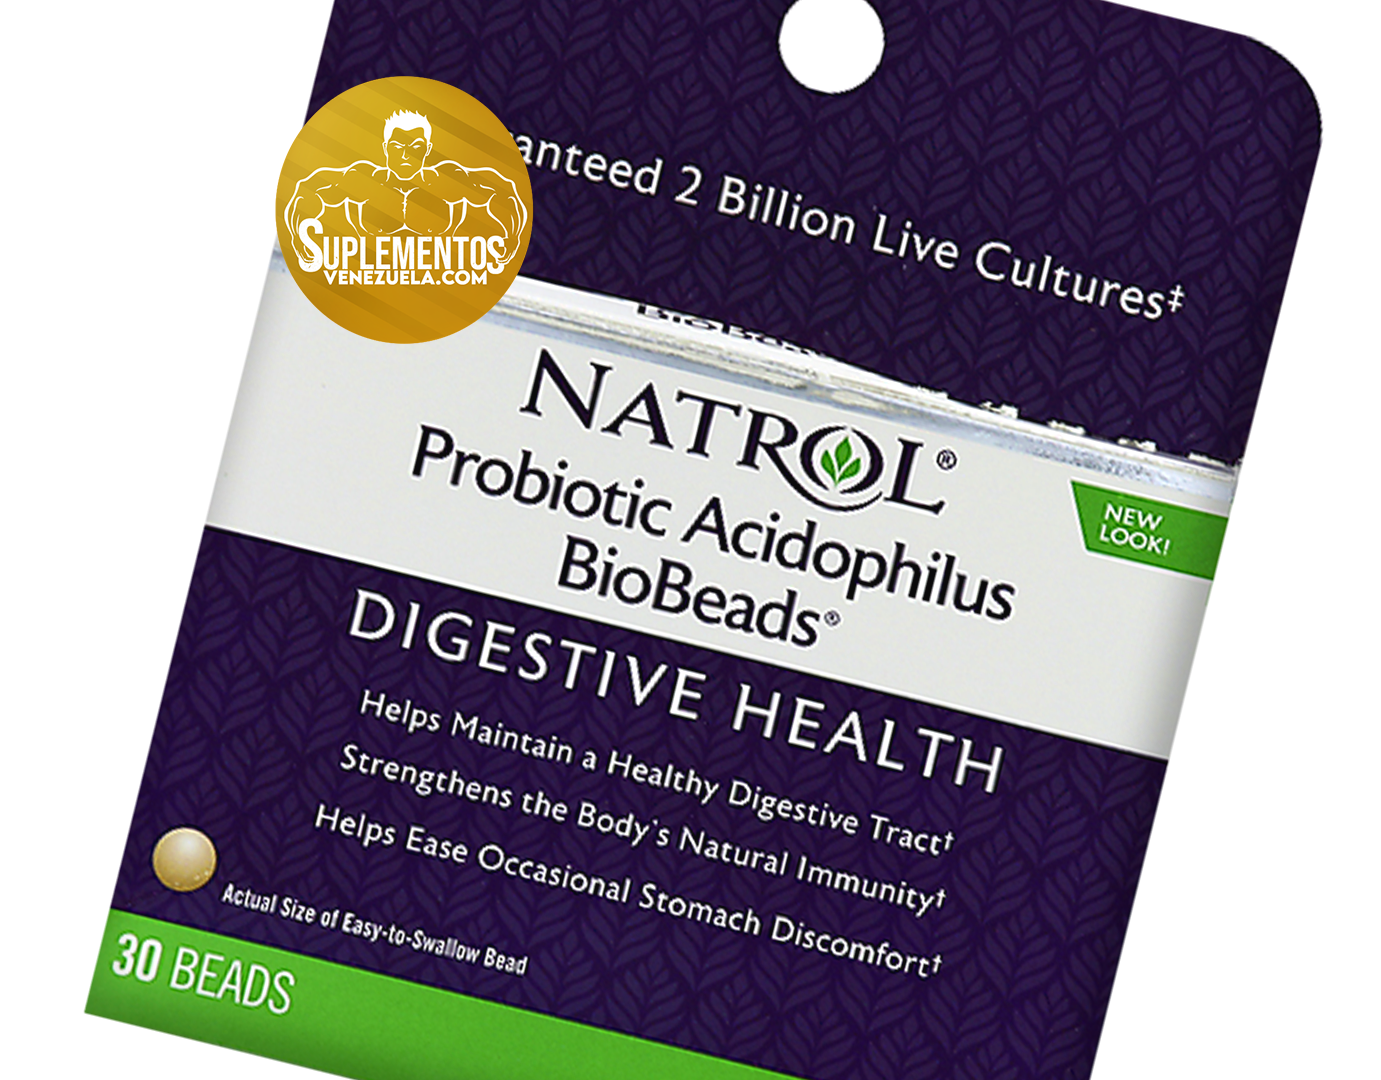 anteed 2 Billion Live Cultures‡
SUPLEMENTOS
VENEZUELA.COM
NATROL®
Probiotic Acidophilus
BioBeads®
NEW
LOOK!
DIGESTIVE HEALTH
Helps Maintain a Healthy Digestive Tract†
Strengthens the Body's Natural Immunity†
Helps Ease Occasional Stomach Discomfort†
Actual Size of Easy-to-Swallow Bead
30 BEADS